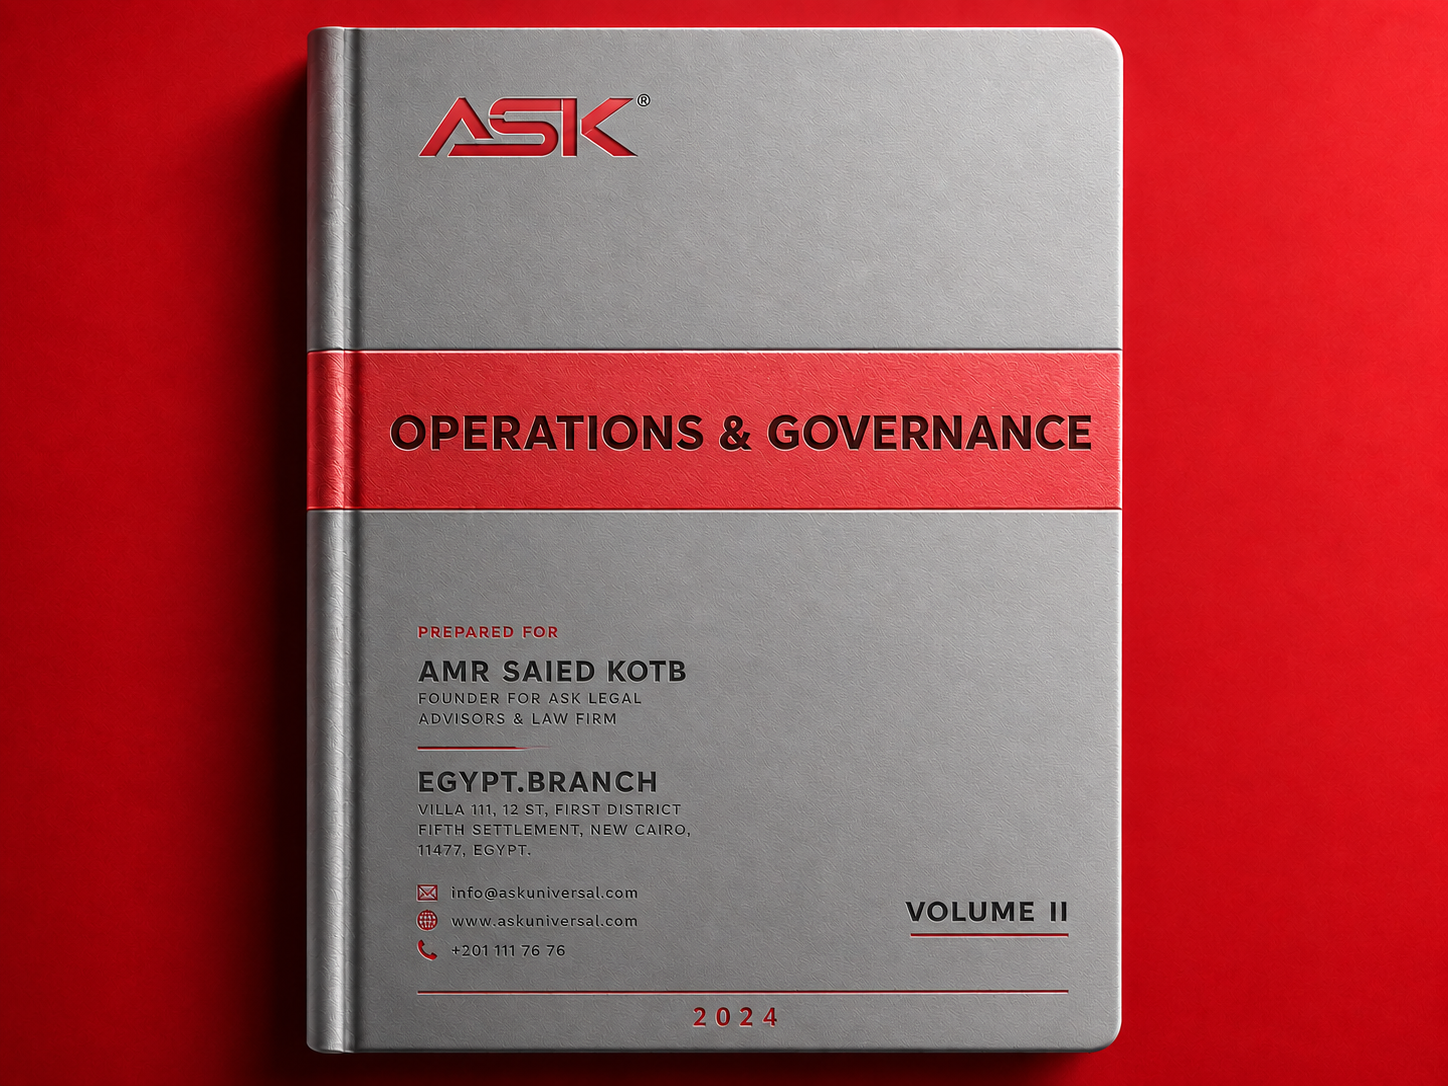 ASK®
OPERATIONS & GOVERNANCE
PREPARED FOR
AMR SAIED KOTB
FOUNDER FOR ASK LEGAL
ADVISORS & LAW FIRM
EGYPT.BRANCH
VILLA 111, 12 ST, FIRST DISTRICT
FIFTH SETTLEMENT, NEW CAIRO,
11477, EGYPT.
info@askuniversal.com
www.askuniversal.com
+201 111 76 76
VOLUME II
2024